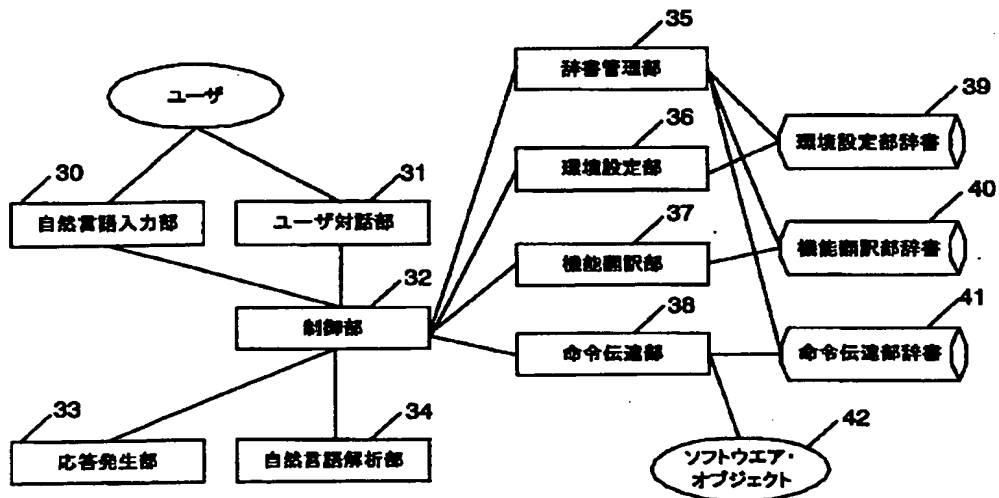 35
辞書管理部
ユーザ
39
36
環境設定部辞書
30
31
環境設定部
自然言語入力部
ユーザ対話部
40
37
機能翻訳部辞書
32
機能翻訳部
41
制御部
38
命令伝達部
命令伝達部辞書
33
34
42
応答発生部
自然言語解析部
ソフトウエア・
オブジェクト